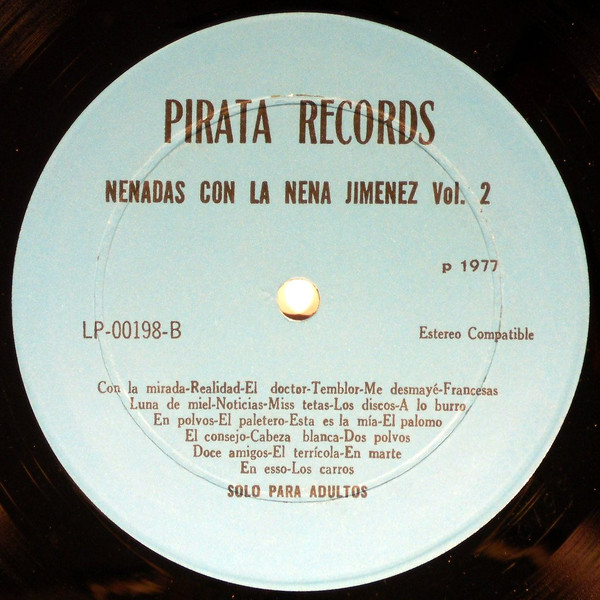 PIRATA RECORDS
NENADAS CON LA NENA JIMENEZ Vol. 2
p 1977
LP-00198-B
Estereo Compatible
Con la mirada-Realidad-El doctor-Temblor-Me desmayé-Francesas
Luna de miel-Noticias-Miss tetas-Los discos-A lo burro
En polvos-El paletero-Esta es la mía-El palomo
El consejo-Cabeza blanca-Dos polvos
Doce amigos-El terrícola-En marte
En esso-Los carros
SOLO PARA ADULTOS